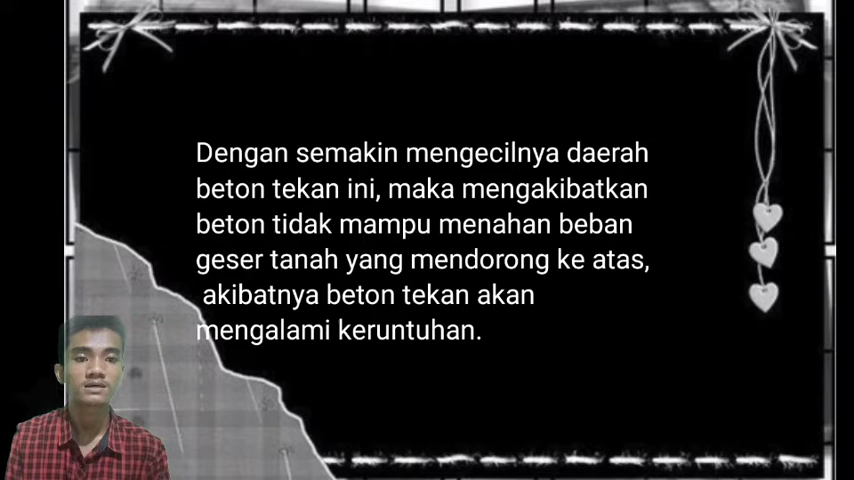 Dengan semakin mengecilnya daerah
beton tekan ini, maka mengakibatkan
beton tidak mampu menahan beban
geser tanah yang mendorong ke atas,
akibatnya beton tekan akan
mengalami keruntuhan.